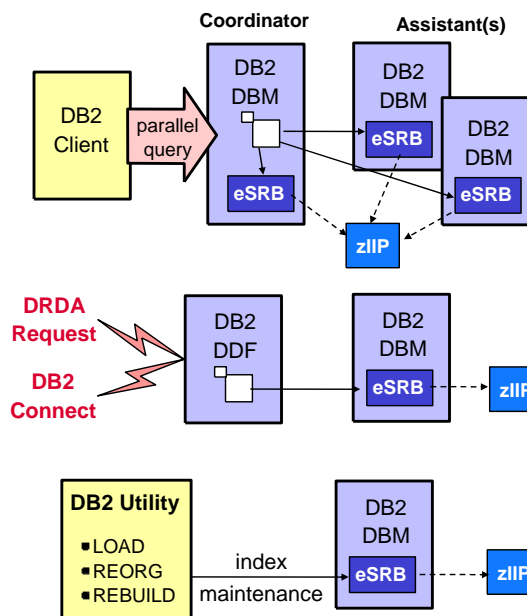 Coordinator
Assistant(s)
DB2
Client
parallel
query
DB2
DBM
eSRB
DB2
DBM
eSRB
DB2
DBM
eSRB
zIIP
DRDA
Request
DB2
Connect
DB2
DDF
DB2
DBM
eSRB
zIIP
DB2 Utility
LOAD
REORG
REBUILD
index
maintenance
DB2
DBM
eSRB
zIIP